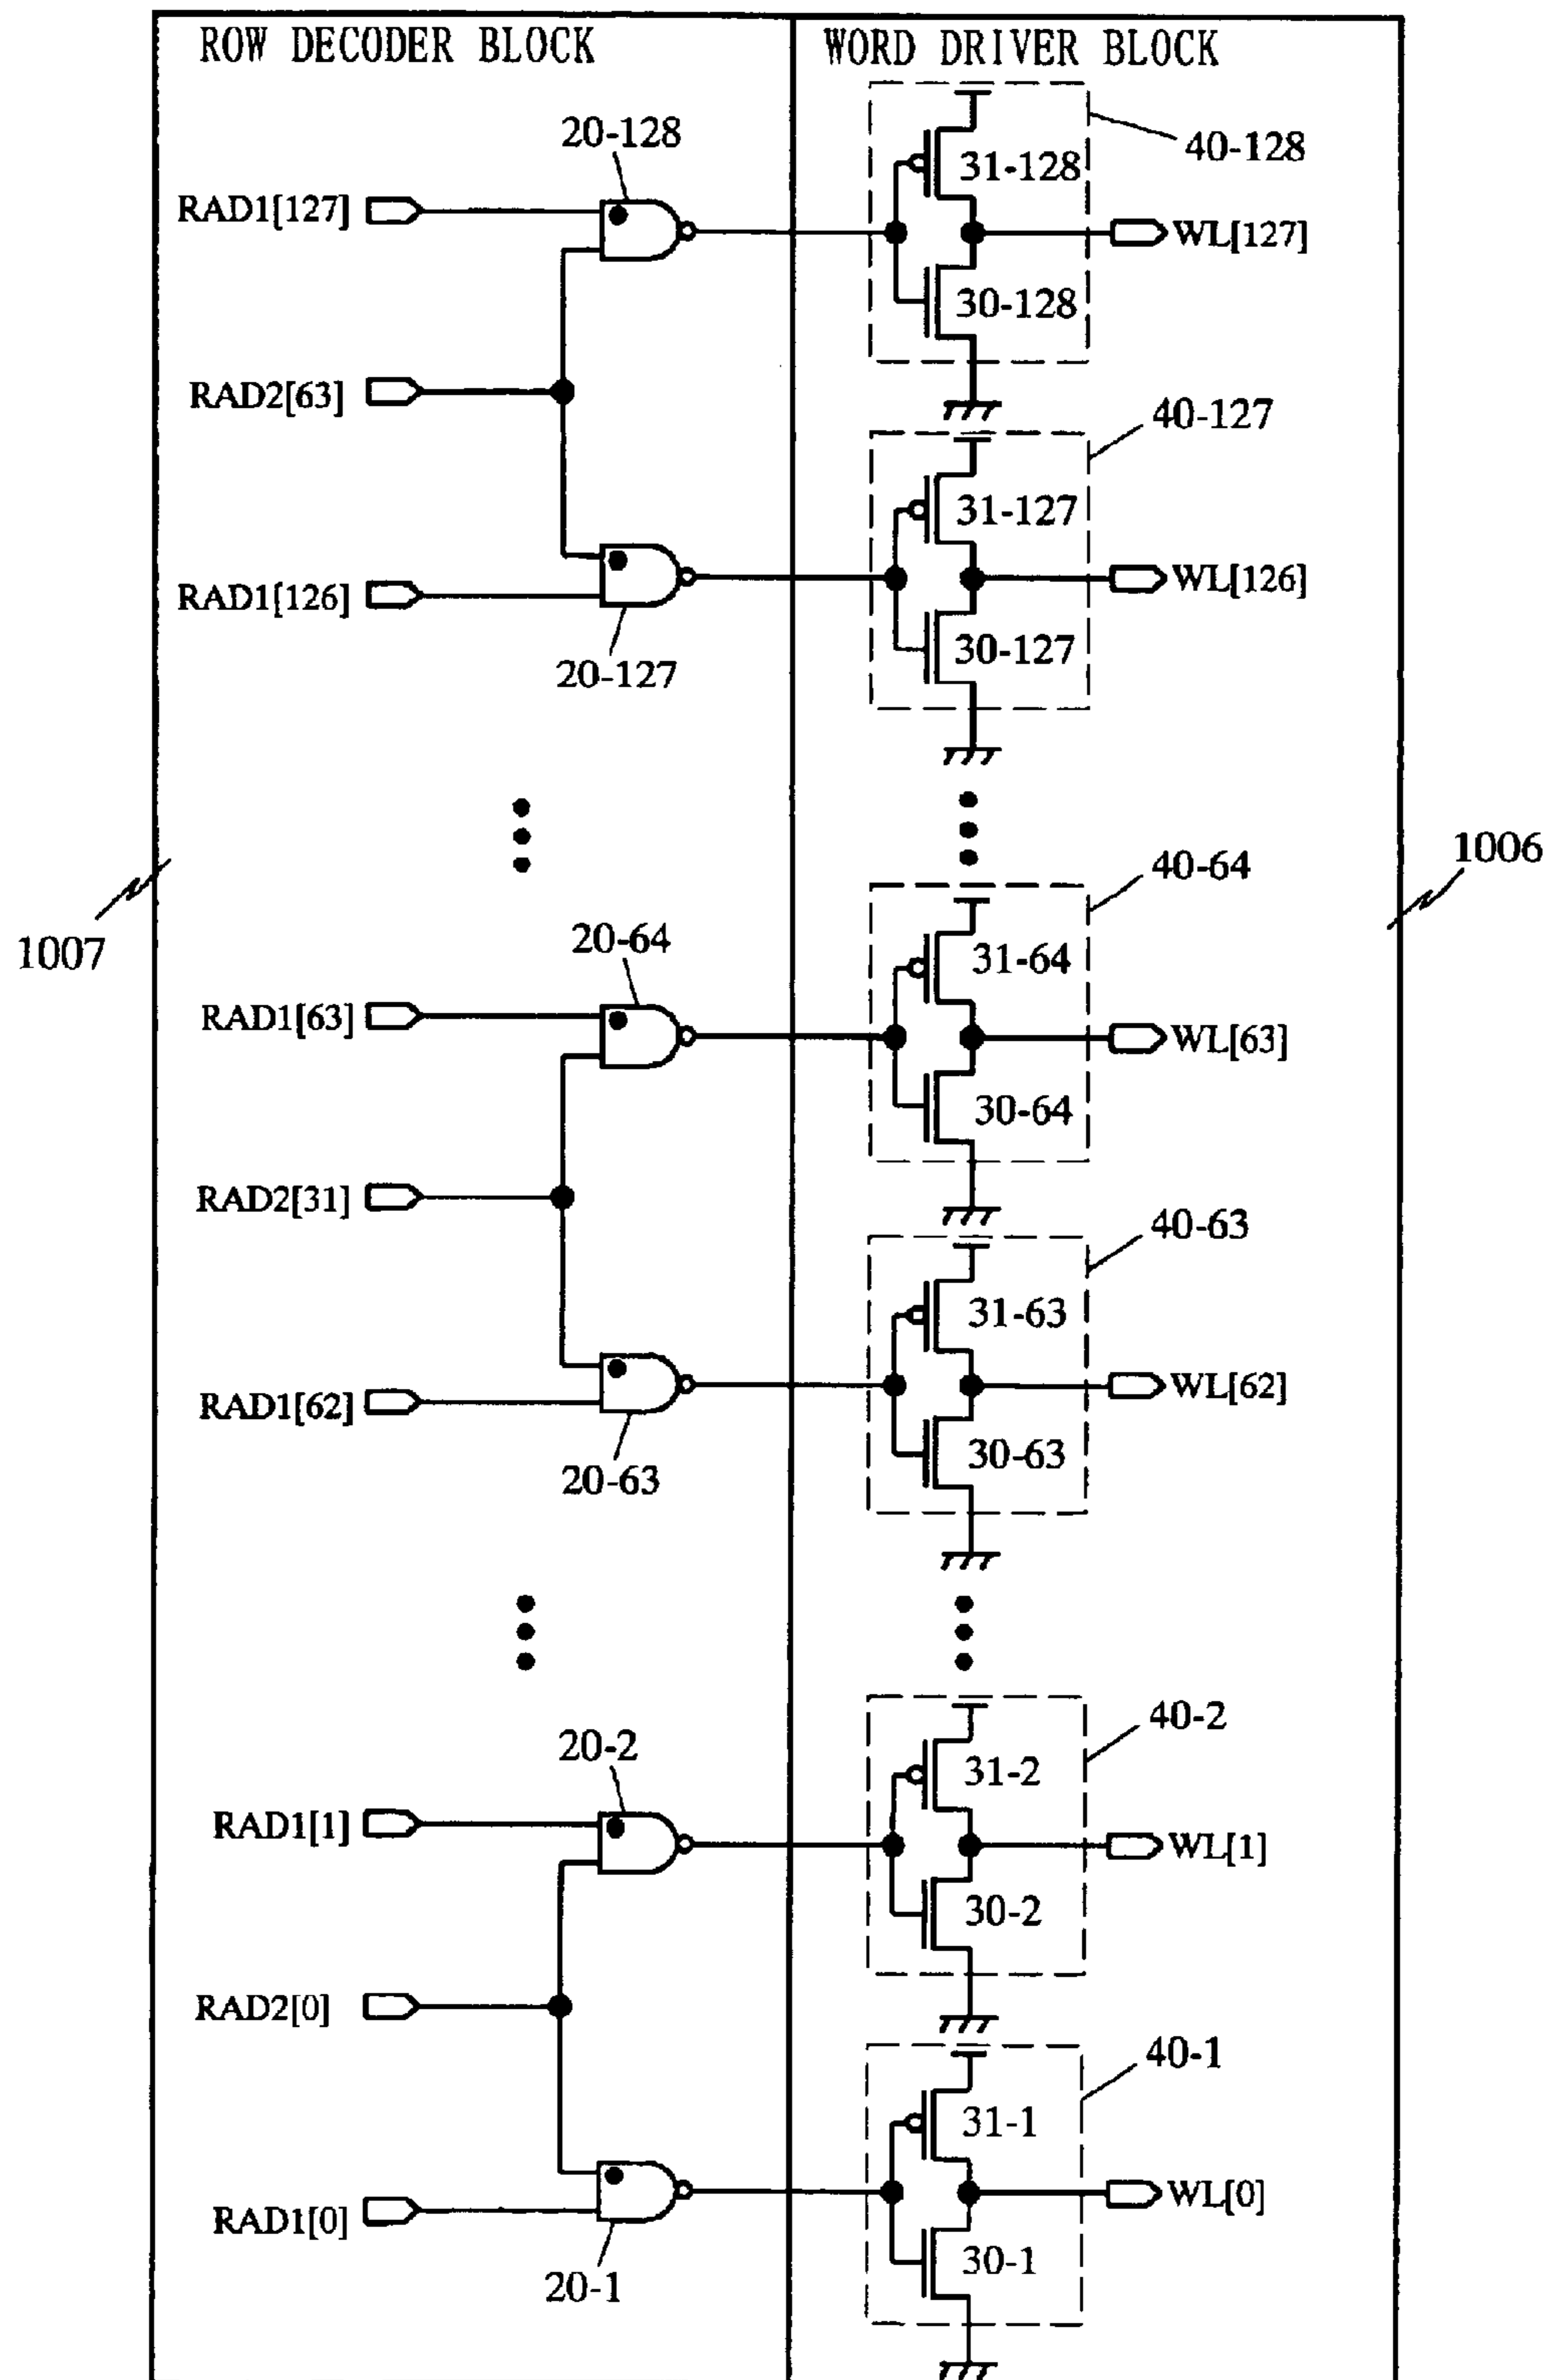 ROW DECODER BLOCK
WORD DRIVER BLOCK
20-128
40-128
31-128
RAD1[127]
WL[127]
30-128
RAD2[63]
40-127
31-127
RAD1[126]
WL[126]
30-127
20-127
1006
40-64
1007
20-64
31-64
RAD1[63]
WL[63]
30-64
RAD2[31]
40-63
31-63
RAD1[62]
WL[62]
30-63
20-63
40-2
20-2
31-2
RAD1[1]
WL[1]
30-2
RAD2[0]
40-1
31-1
RAD1[0]
WL[0]
30-1
20-1